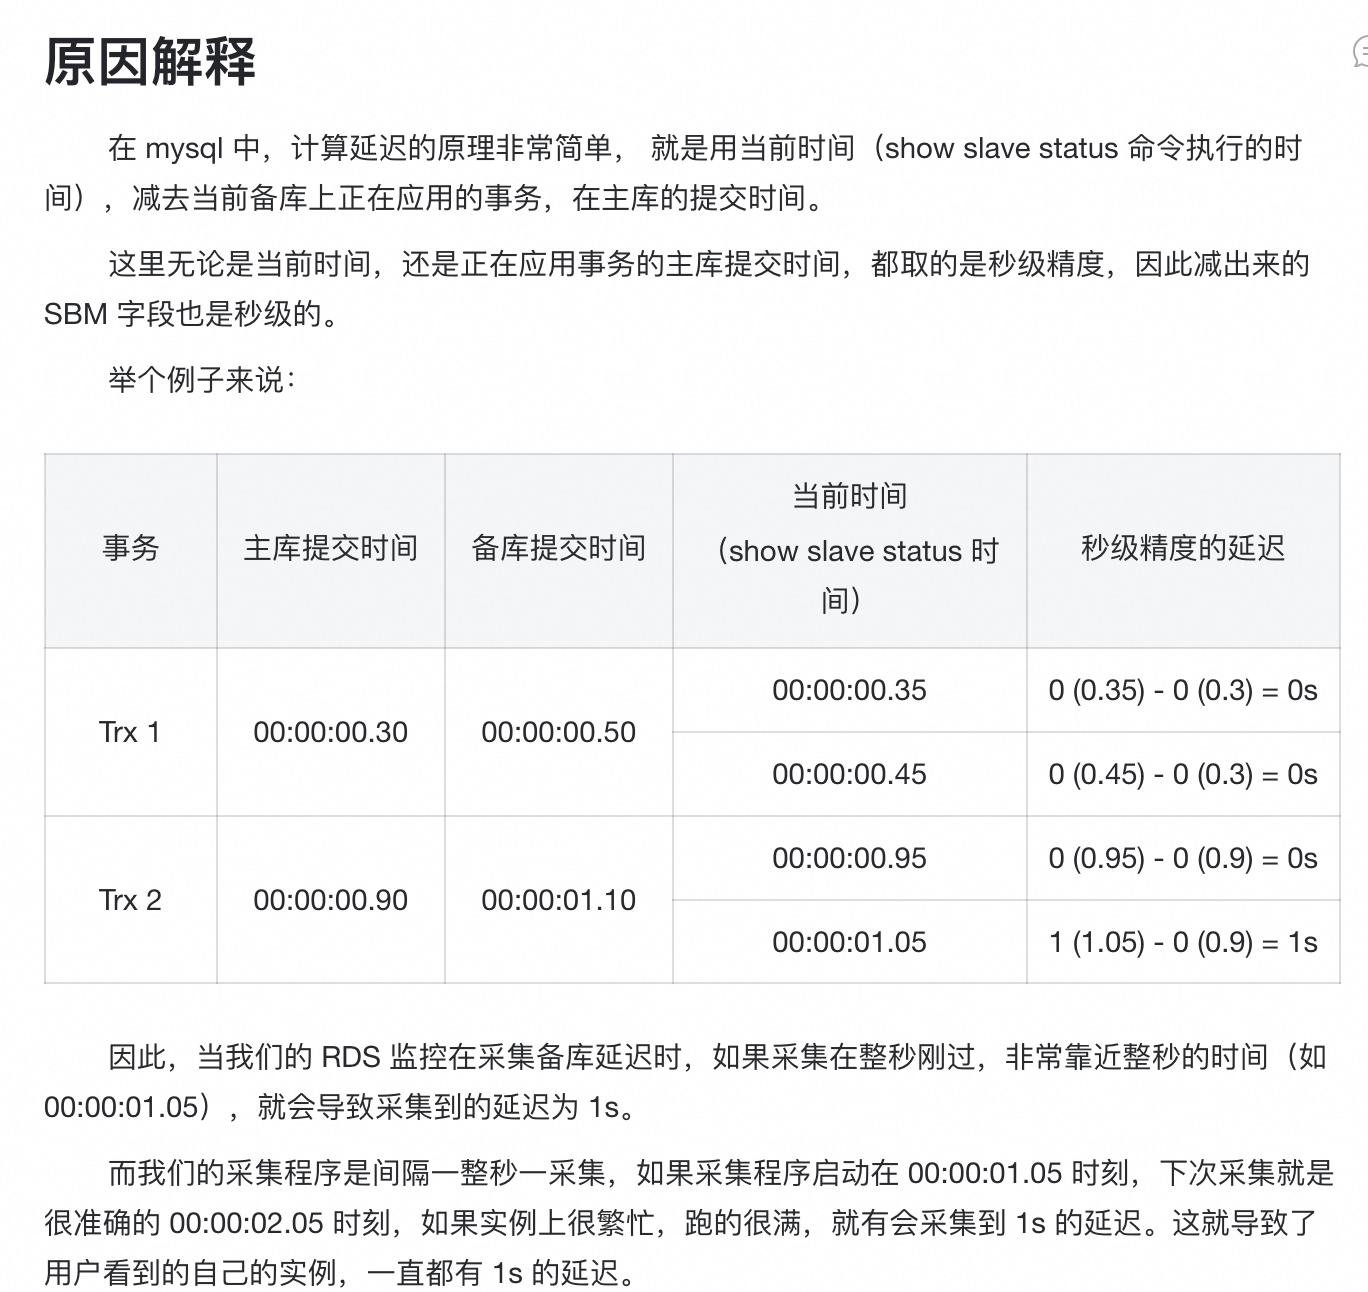 原因解释
在 mysql 中，计算延迟的原理非常简单， 就是用当前时间（show slave status 命令执行的时
间），减去当前备库上正在应用的事务，在主库的提交时间。
这里无论是当前时间，还是正在应用事务的主库提交时间，都取的是秒级精度，因此减出来的
SBM 字段也是秒级的。
举个例子来说：
事务
主库提交时间
备库提交时间
当前时间
（show slave status 时
间）
秒级精度的延迟
Trx 1
00:00:00.30
00:00:00.50
00:00:00.35
0 (0.35) - 0 (0.3) = 0s
00:00:00.45
0 (0.45) - 0 (0.3) = 0s
Trx 2
00:00:00.90
00:00:01.10
00:00:00.95
0 (0.95) - 0 (0.9) = 0s
00:00:01.05
1 (1.05) - 0 (0.9) = 1s
因此，当我们的 RDS 监控在采集备库延迟时，如果采集在整秒刚过，非常靠近整秒的时间（如
00:00:01.05），就会导致采集到的延迟为 1s。
而我们的采集程序是间隔一整秒一采集，如果采集程序启动在 00:00:01.05 时刻，下次采集就是
很准确的 00:00:02.05 时刻，如果实例上很繁忙，跑的很满，就有会采集到 1s 的延迟。这就导致了
用户看到的自己的实例，一直都有 1s 的延迟。